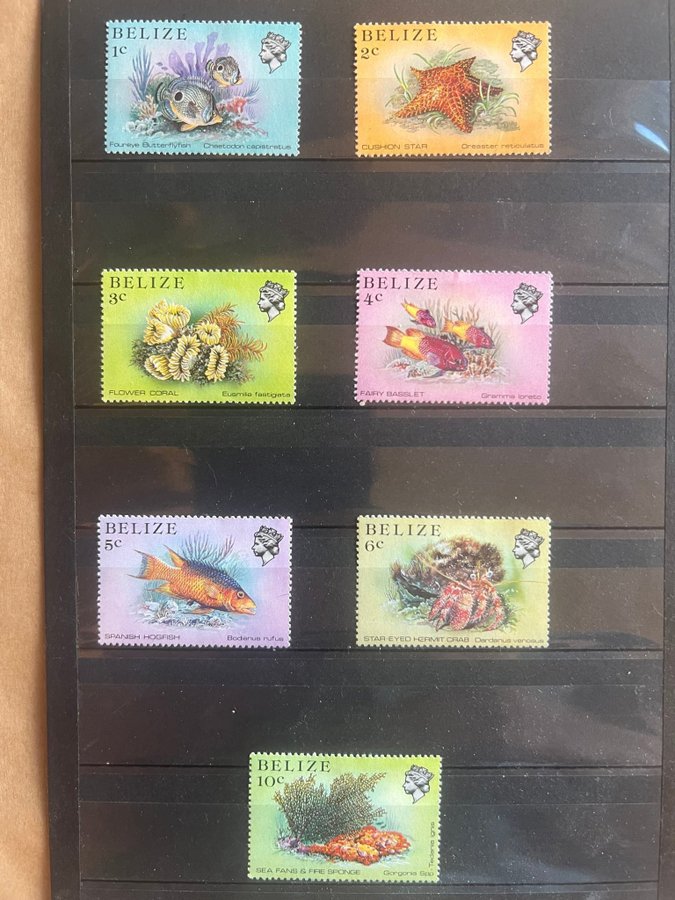 BELIZE
1c
Foureye Butterflyfish Chaetodon capistratus
BELIZE
2c
CUSHION STAR Oreaster reticulatus
BELIZE
3c
FLOWER CORAL Eusmilia fastigiata
BELIZE
4c
FAIRY BASSLET Gramma loreto
BELIZE
5c
SPANISH HOGFISH Bodianus rufus
BELIZE
6c
STAR-EYED HERMIT CRAB Dardanus venosus
BELIZE
10c
SEA FANS & FIRE SPONGE Gorgonia Spp
Tedania ignis